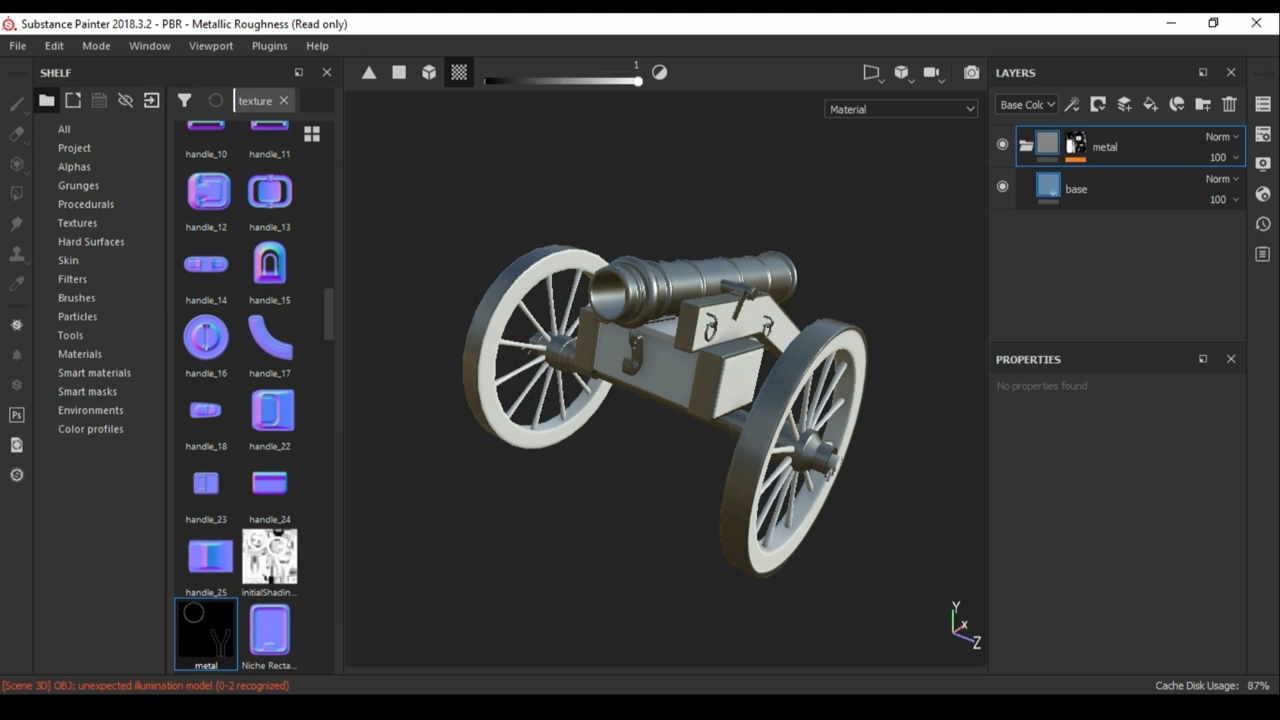 Substance Painter 2018.3.2 - PBR - Metallic Roughness (Read only)
File Edit Mode Window Viewport Plugins Help
SHELF
texture
1
Material
LAYERS
Base Colc
metal
Norm
100
base
Norm
100
PROPERTIES
No properties found
All
Project
Alphas
Grunges
Procedurals
Textures
Hard Surfaces
Skin
Filters
Brushes
Particles
Tools
Materials
Smart materials
Smart masks
Environments
Color profiles
handle_10 handle_11
handle_12 handle_13
handle_14 handle_15
handle_16 handle_17
handle_18 handle_22
handle_23 handle_24
handle_25 initialShadin...
metal Niche Recta...
Ps
Y
X
Z
[Scene 3D] OBJ: unexpected illumination model (0-2 recognized)
Cache Disk Usage: 87%